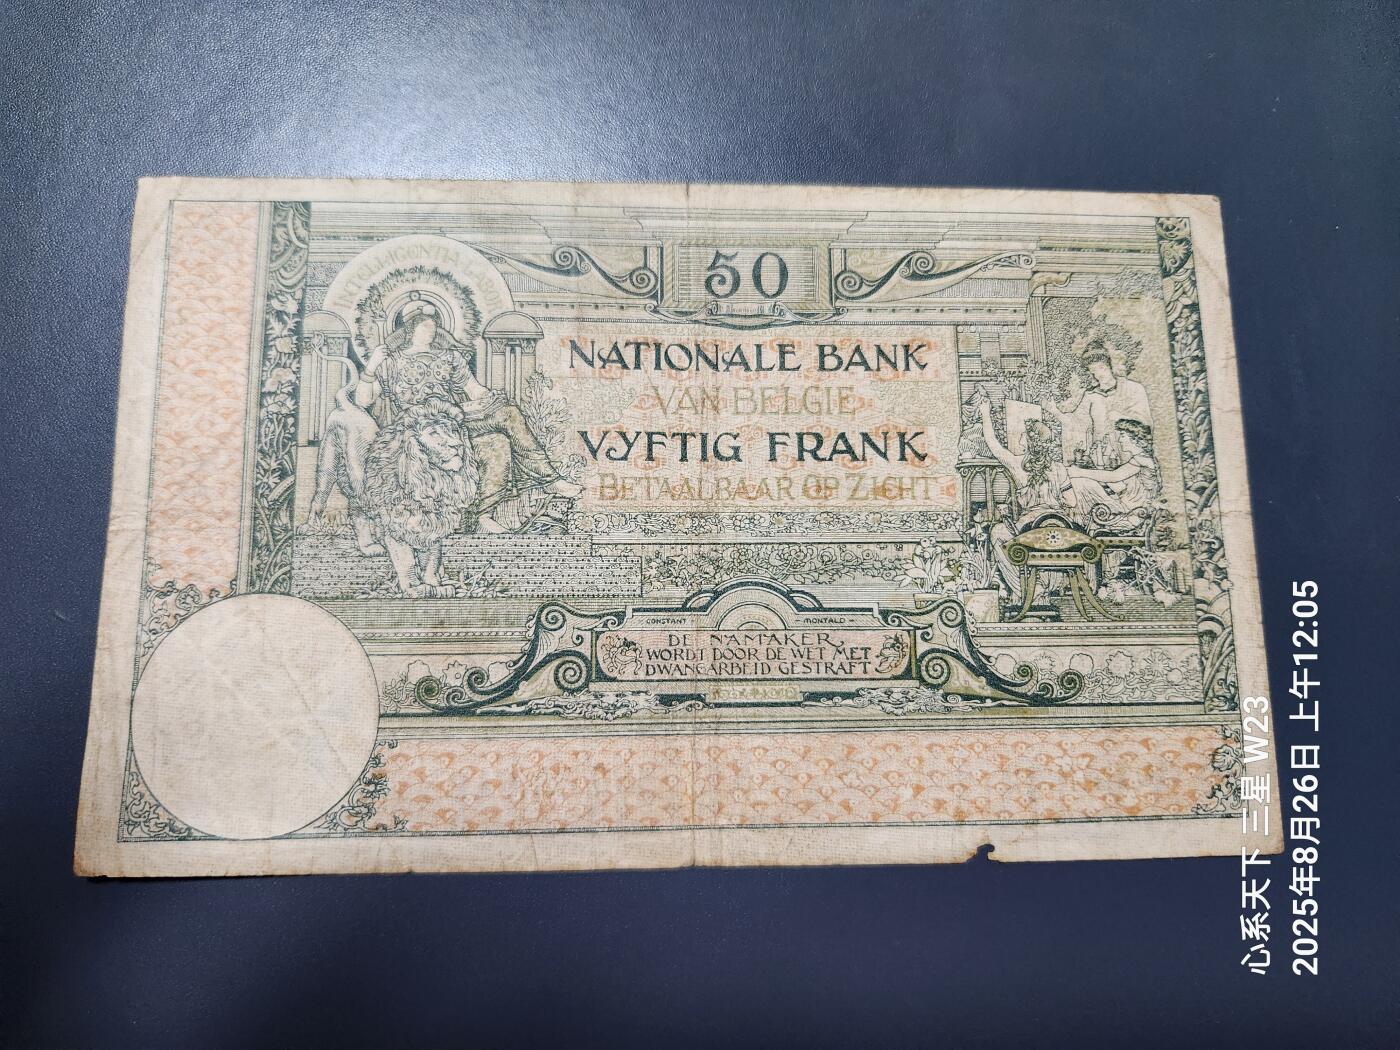 50
NATIONALE BANK
VAN BELGIE
VYFTIG FRANK
BETAALBAAR OP ZICHT
CONSTANT MONTALD
DE NAMAKER,
WORDT DOOR DE WET MET
DWANGARBEID GESTRAFT
心系天下 三星 W23
2025年8月26日 上午12:05